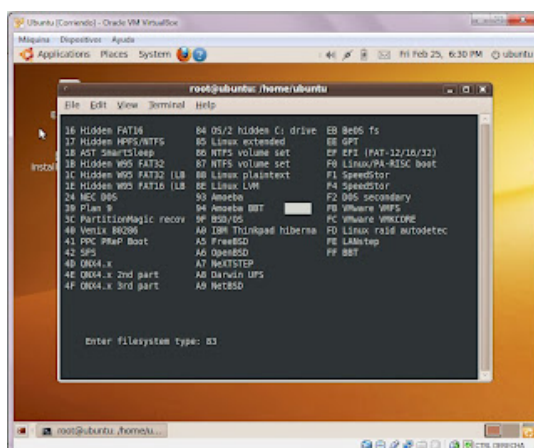 Ubuntu [Corriendo] - Oracle VM VirtualBox
Máquina Dispositivos Ayuda
Applications Places System Fri Feb 25, 6:30 PM ubuntu
root@ubuntu: /home/ubuntu
File Edit View Terminal Help
16 Hidden FAT16 84 OS/2 hidden C: drive EB BeOS fs
17 Hidden HPFS/NTFS 85 Linux extended EE GPT
18 AST SmartSleep 86 NTFS volume set EF EFI (FAT-12/16/32)
1B Hidden W95 FAT32 87 NTFS volume set F0 Linux/PA-RISC boot
1C Hidden W95 FAT32 (LB 88 Linux plaintext F1 SpeedStor
1E Hidden W95 FAT16 (LB 8E Linux LVM F4 SpeedStor
24 NEC DOS 93 Amoeba F2 DOS secondary
39 Plan 9 94 Amoeba BBT FB VMware VMFS
3C PartitionMagic recov 9F BSD/OS FC VMware VMKCORE
40 Venix 80286 A0 IBM Thinkpad hiberna FD Linux raid autodetec
41 PPC PReP Boot A5 FreeBSD FE LANstep
42 SFS A6 OpenBSD FF BBT
4D QNX4.x A7 NeXTSTEP
4E QNX4.x 2nd part A8 Darwin UFS
4F QNX4.x 3rd part A9 NetBSD
Enter filesystem type: 83
Install
root@ubuntu: /home/u...
CTRL DERECHA